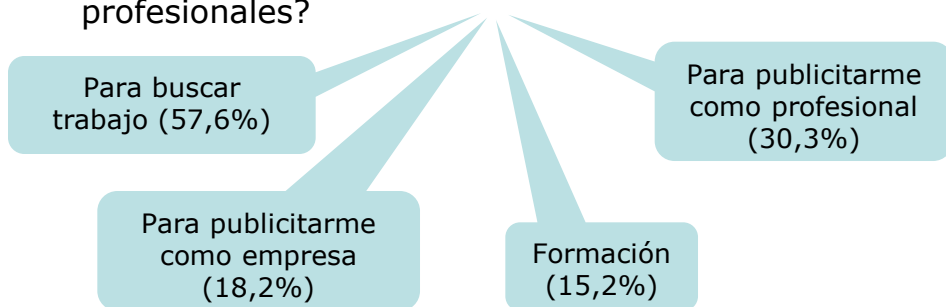 profesionales?
Para buscar
trabajo (57,6%)
Para publicitarme
como profesional
(30,3%)
Para publicitarme
como empresa
(18,2%)
Formación
(15,2%)